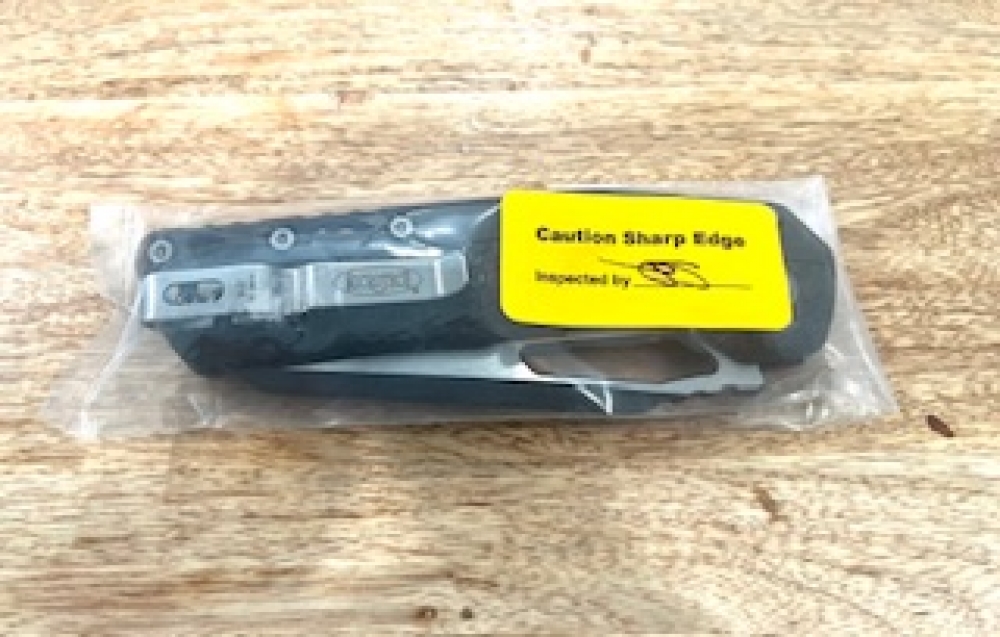 Caution Sharp Edge
Inspected by